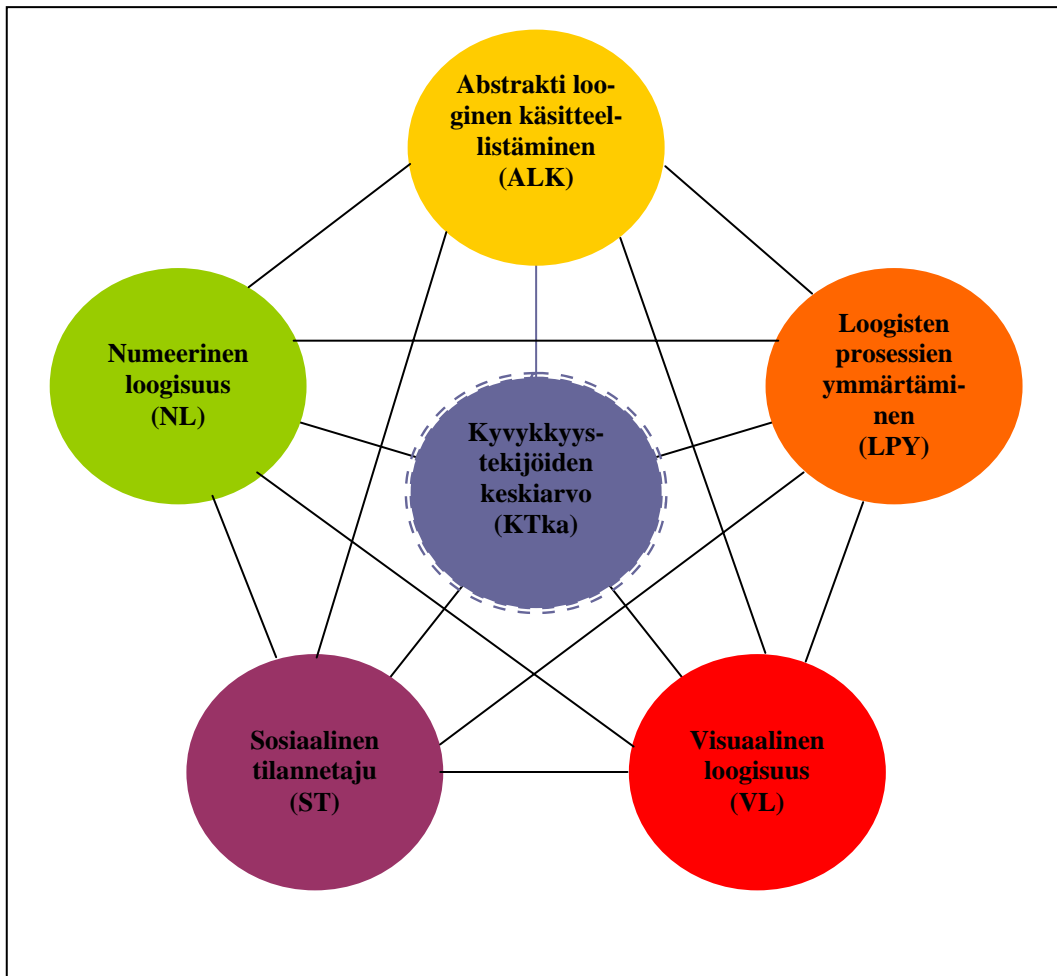 Abstrakti loo-
ginen käsitteel-
listäminen
(ALK)
Numeerinen
loogisuus
(NL)
Loogisten
prosessien
ymmärtämi-
nen
(LPY)
Kyvykkyys-
tekijöiden
keskiarvo
(KTka)
Sosiaalinen
tilannetaju
(ST)
Visuaalinen
loogisuus
(VL)